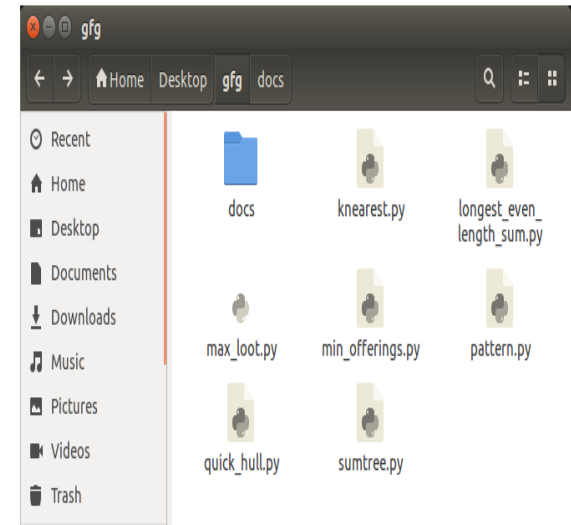 gfg
Home Desktop gfg docs
Recent
Home
Desktop
Documents
Downloads
Music
Pictures
Videos
Trash
docs
knearest.py
longest_even_
length_sum.py
max_loot.py
min_offerings.py
pattern.py
quick_hull.py
sumtree.py